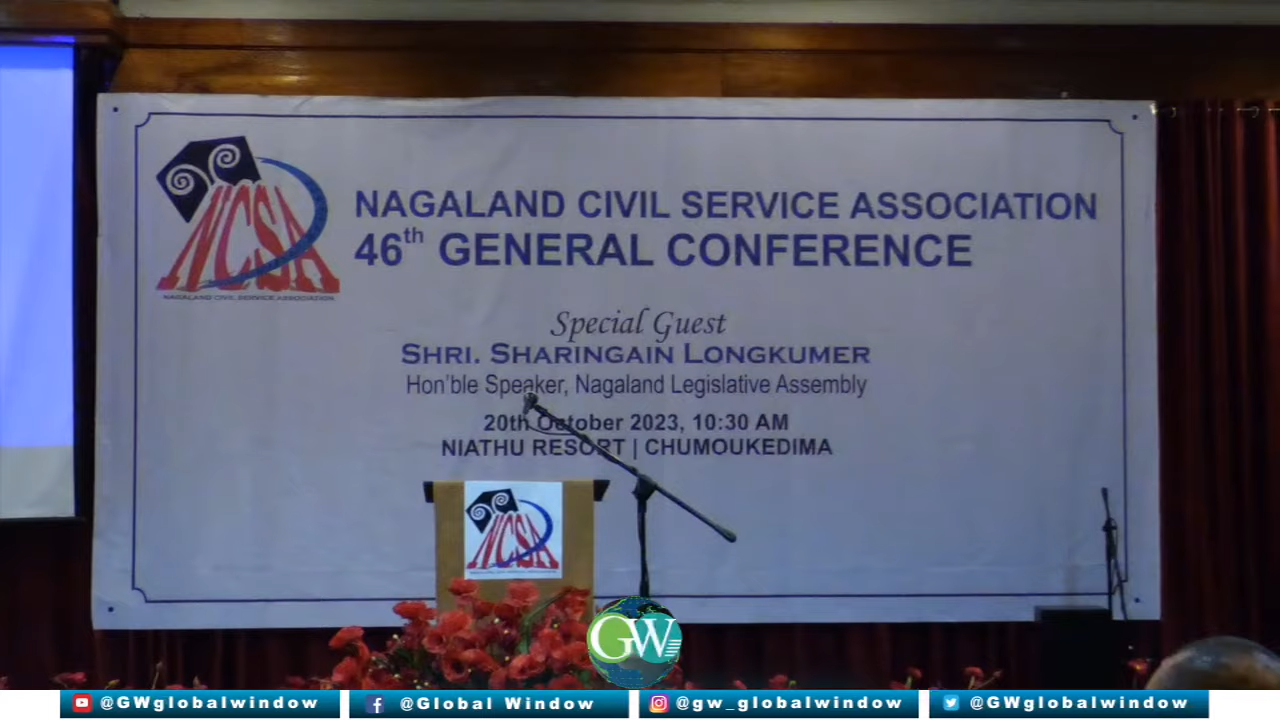 NCSA
NAGALAND CIVIL SERVICE ASSOCIATION
NAGALAND CIVIL SERVICE ASSOCIATION
46th GENERAL CONFERENCE
Special Guest
SHRI. SHARINGAIN LONGKUMER
Hon'ble Speaker, Nagaland Legislative Assembly
20th October 2023, 10:30 AM
NIATHU RESORT | CHUMOUKEDIMA
NCSA
GW
@GWglobalwindow
@Global Window
@gw_globalwindow
@GWglobalwindow